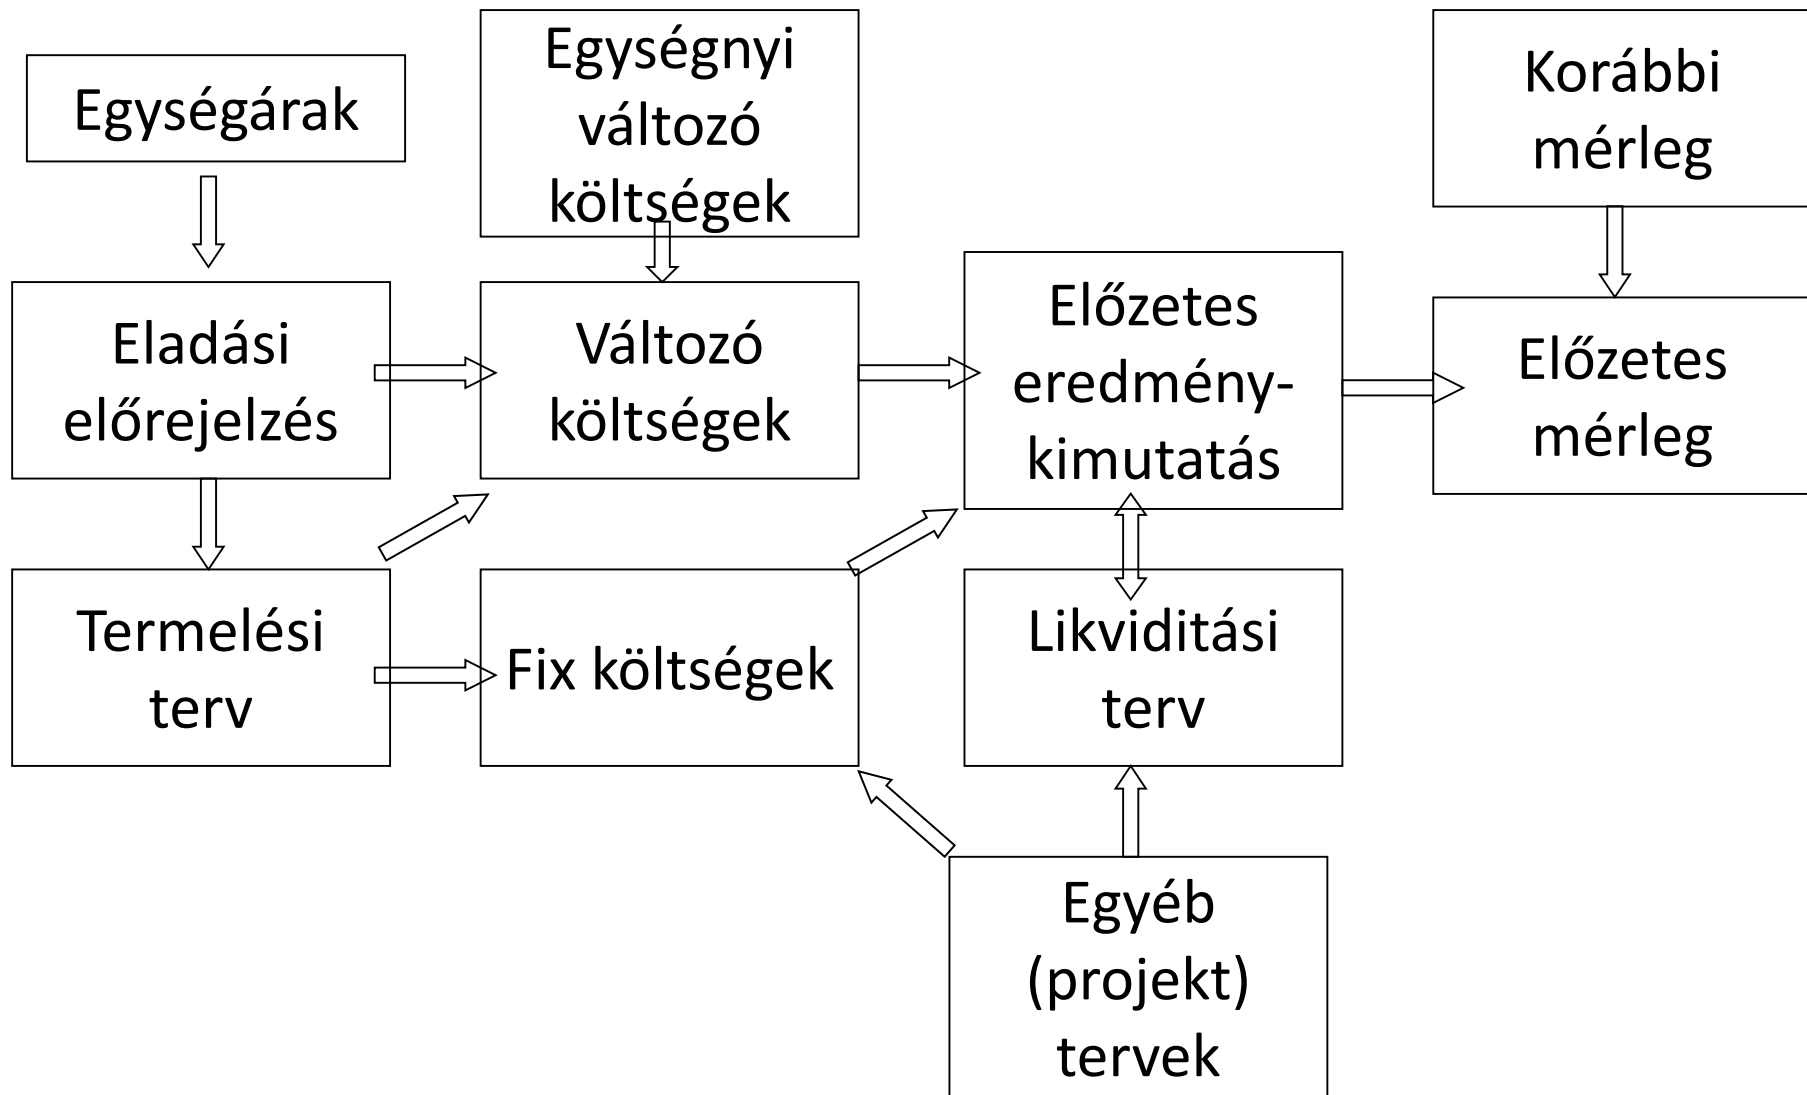 Egységárak
Egységnyi
változó
költségek
Korábbi
mérleg
Eladási
előrejelzés
Változó
költségek
Előzetes
eredmény-
kimutatás
Előzetes
mérleg
Termelési
terv
Fix költségek
Likviditási
terv
Egyéb
(projekt)
tervek